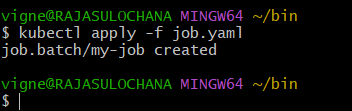 vigne@RAJASULOCHANA MINGW64 ~/bin
$ kubectl apply -f job.yaml
job.batch/my-job created
vigne@RAJASULOCHANA MINGW64 ~/bin
$